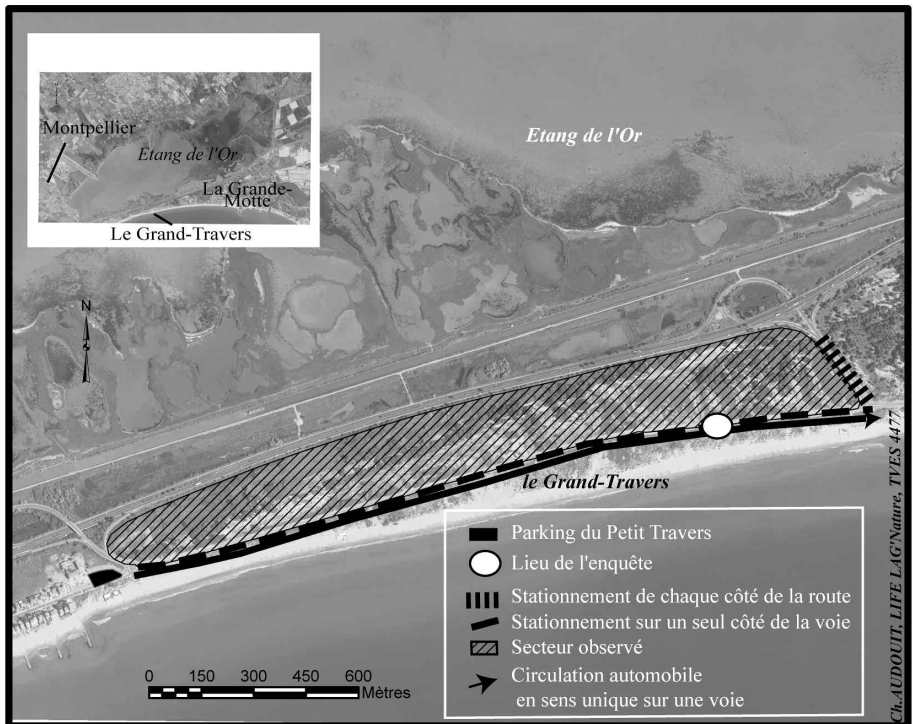 Montpellier
Etang de l'Or
La Grande-
Motte
Le Grand-Travers
Etang de l'Or
N
le Grand-Travers
Parking du Petit Travers
Lieu de l'enquête
Stationnement de chaque côté de la route
Stationnement sur un seul côté de la voie
Secteur observé
Circulation automobile
en sens unique sur une voie
0 150 300 450 600
Mètres
Ch.AUDOUIT, LIFE LAG'Nature, TVES 4477